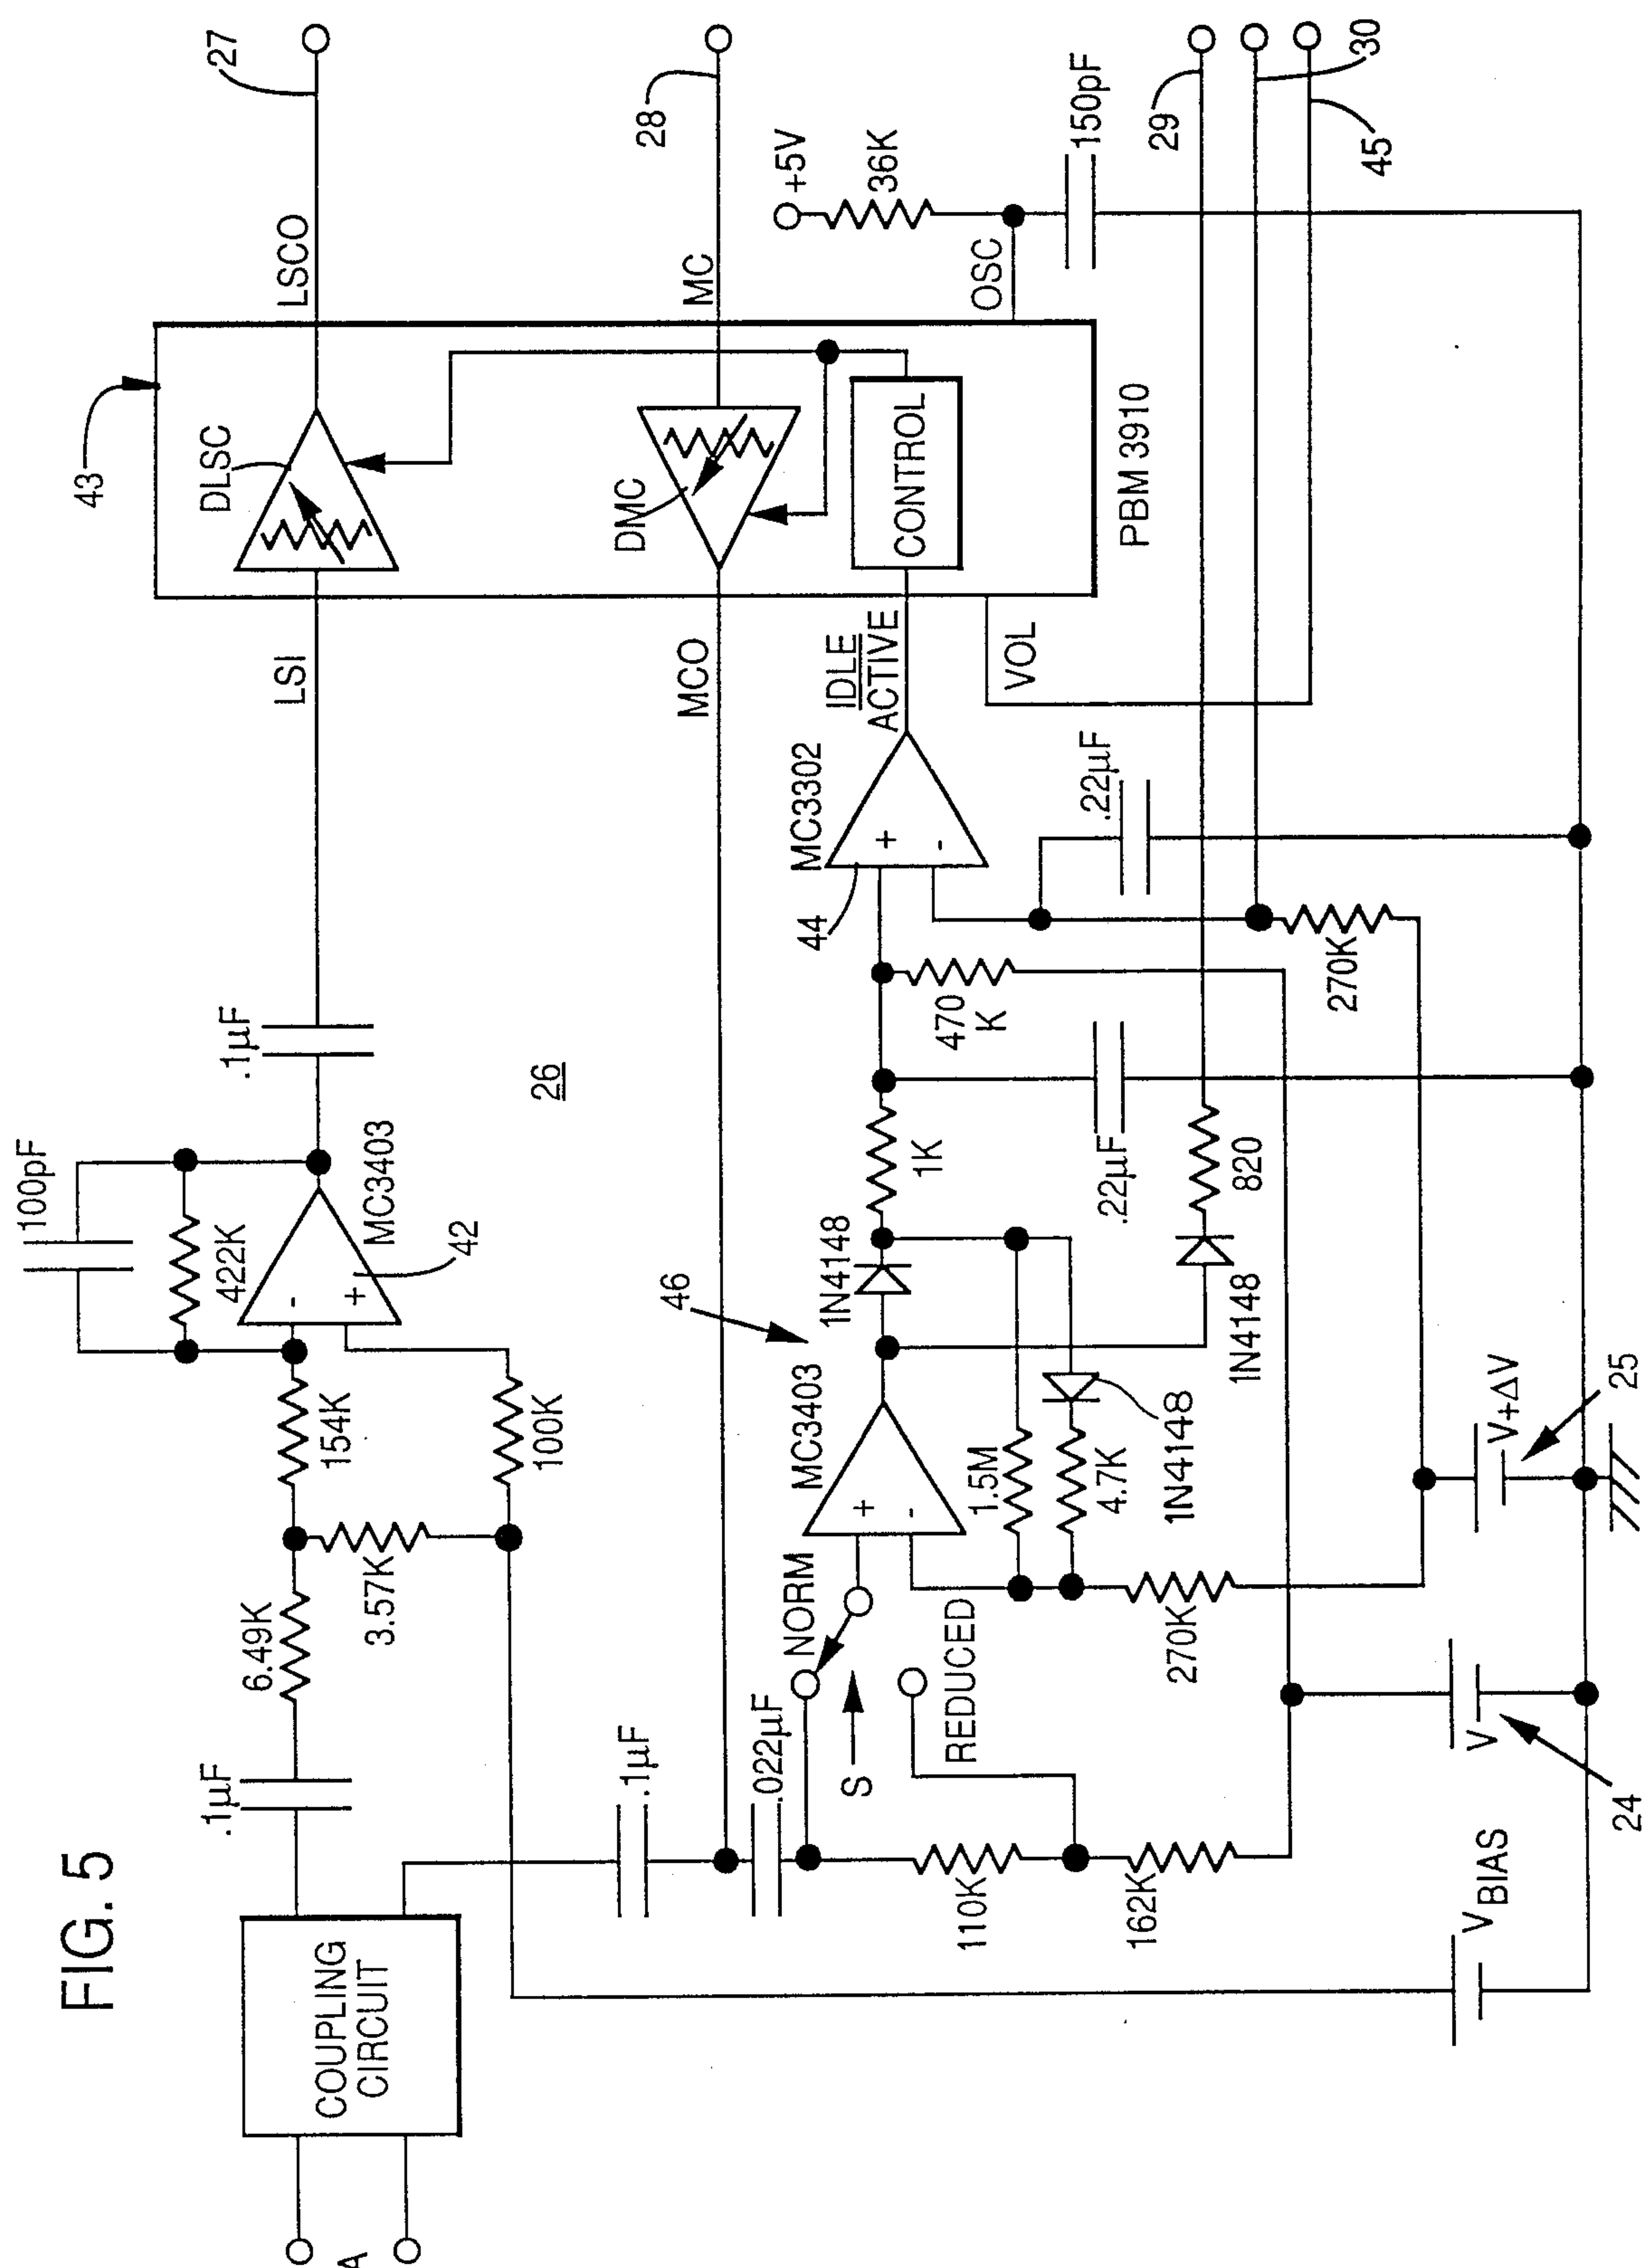 FIG. 5
A
COUPLING
CIRCUIT
.1µF
6.49K
3.57K
154K
100K
100pF
422K
-
+
MC3403
42
.1µF
26
LSI
43
DLSC
LSCO
27
.1µF
.022µF
MCO
DMC
MC
28
110K
162K
NORM
S
REDUCED
MC3403
+
-
46
1N4148
1.5M
4.7K
1N4148
270K
1K
1N4148
820
.22µF
470
K
44
MC3302
+
-
.22µF
270K
IDLE
ACTIVE
CONTROL
VOL
PBM 3910
OSC
+5V
36K
150pF
29
30
45
VBIAS
V
24
V+ΔV
25